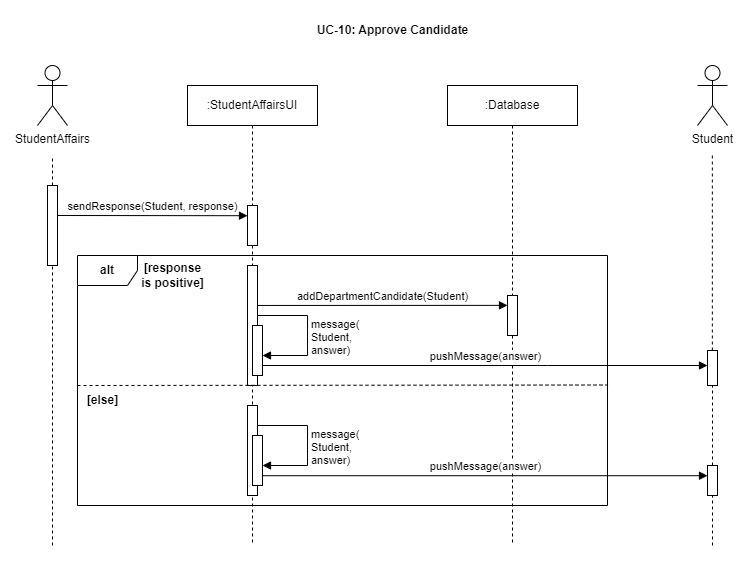 UC-10: Approve Candidate
:StudentAffairsUI
:Database
StudentAffairs
Student
sendResponse(Student, response)
alt
[response
is positive]
addDepartmentCandidate(Student)
message(
Student,
answer)
pushMessage(answer)
[else]
message(
Student,
answer)
pushMessage(answer)